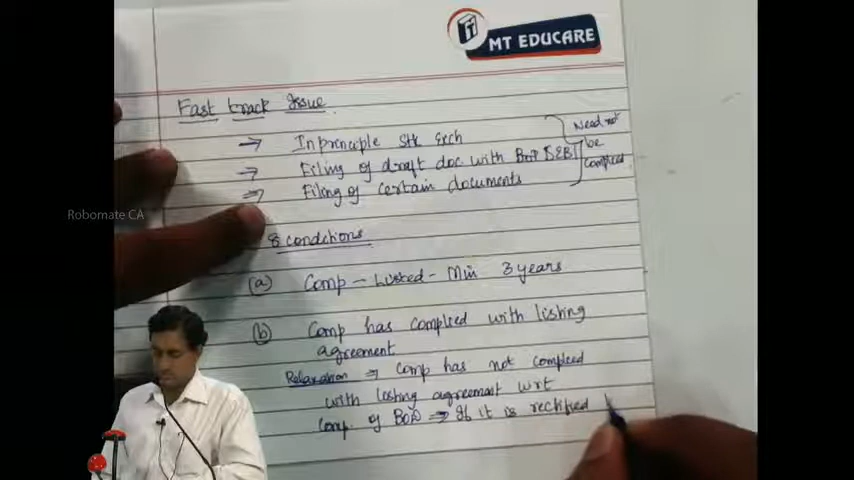 MT EDUCARE
Fast track Issue
→ Inprinciple Stk Exch
→ Filing of draft doc with SEBI
⇒ Filing of certain documents
Need not
be
complied
Robomate CA
8 conditions
(a) Comp - Listed - Min 3 years
(b) Comp has complied with listing
agreement
Relaxation ⇒ Comp has not complied
with listing agreement wrt
Comp. of BOD ⇒ If it is rectified